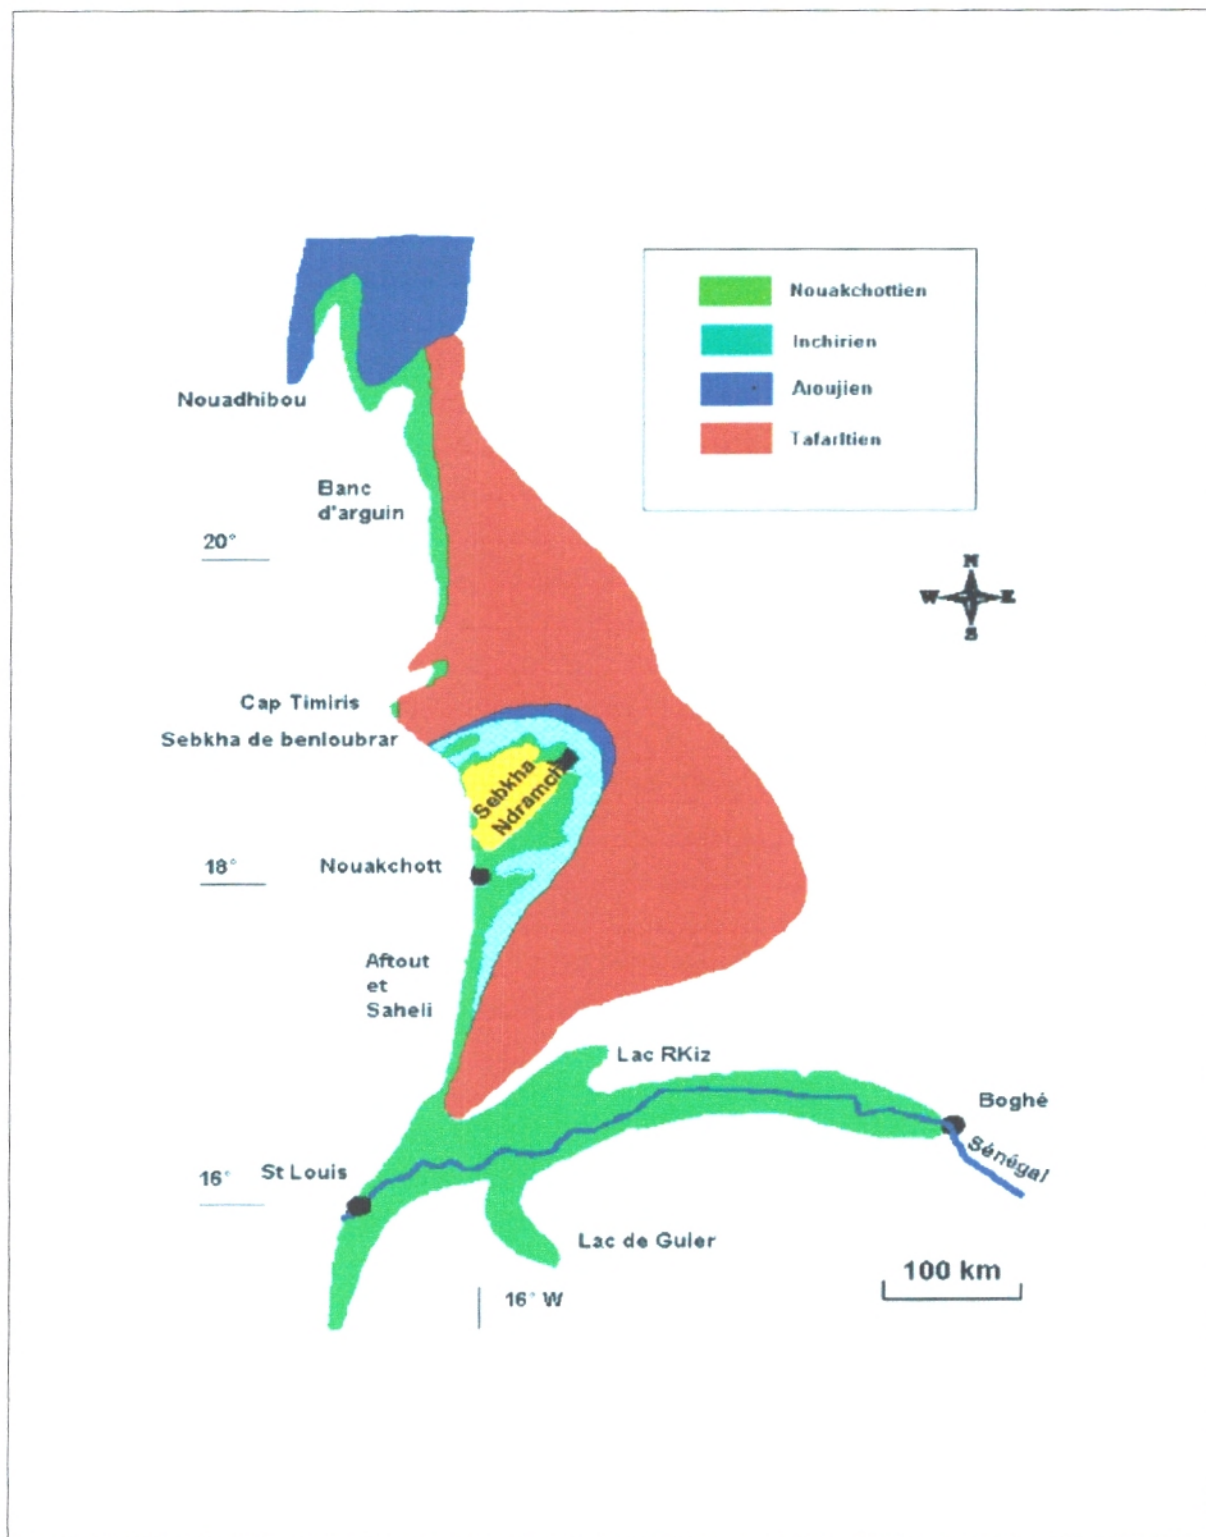 Nouakchottien
Inchirien
Aioujien
Tafaritien
Nouadhibou
Banc
d'arguin
20°
N
W E
S
Cap Timiris
Sebkha de benloubrar
Sebkha
Ndramcha
18°
Nouakchott
Aftout
et
Saheli
Lac RKiz
Boghé
Sénégal
16°
St Louis
Lac de Guier
100 km
16° W